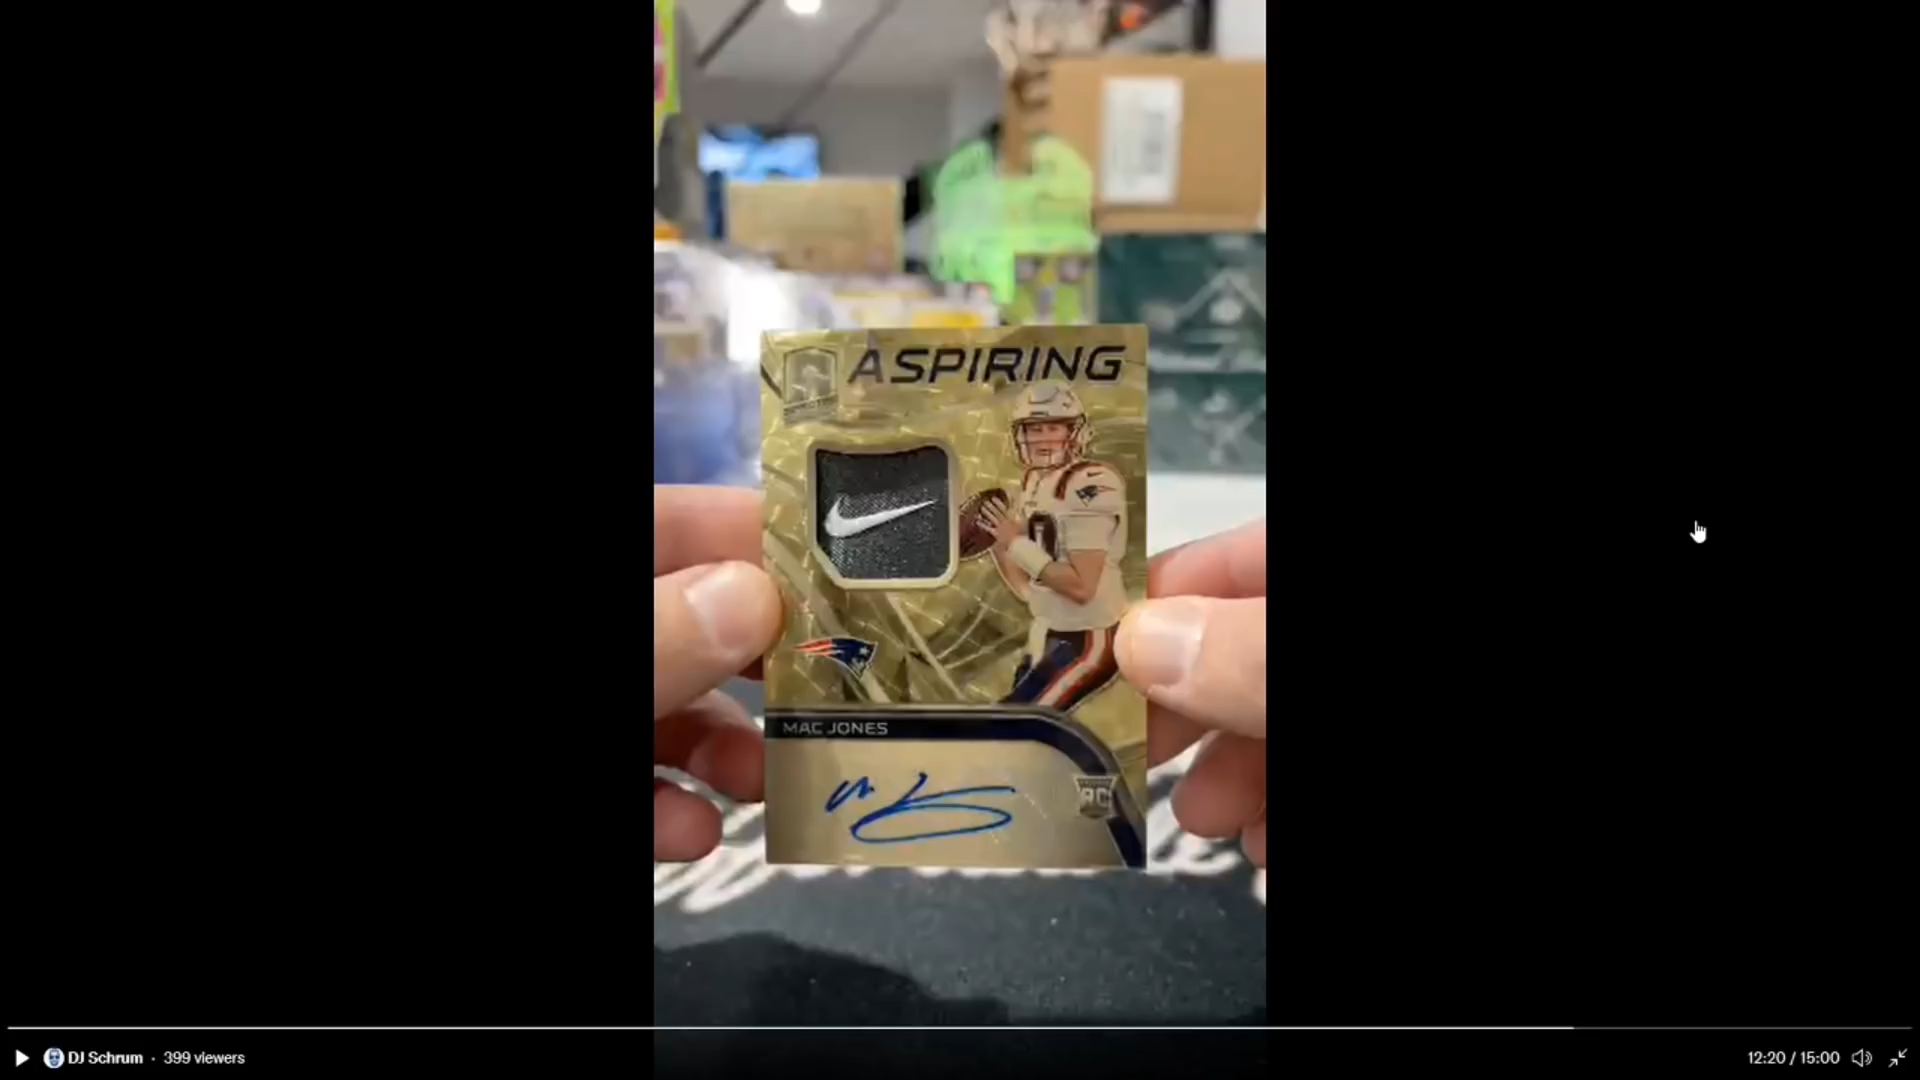 ASPIRING
MAC JONES
RC
DJ Schrum · 399 viewers
12:20 / 15:00